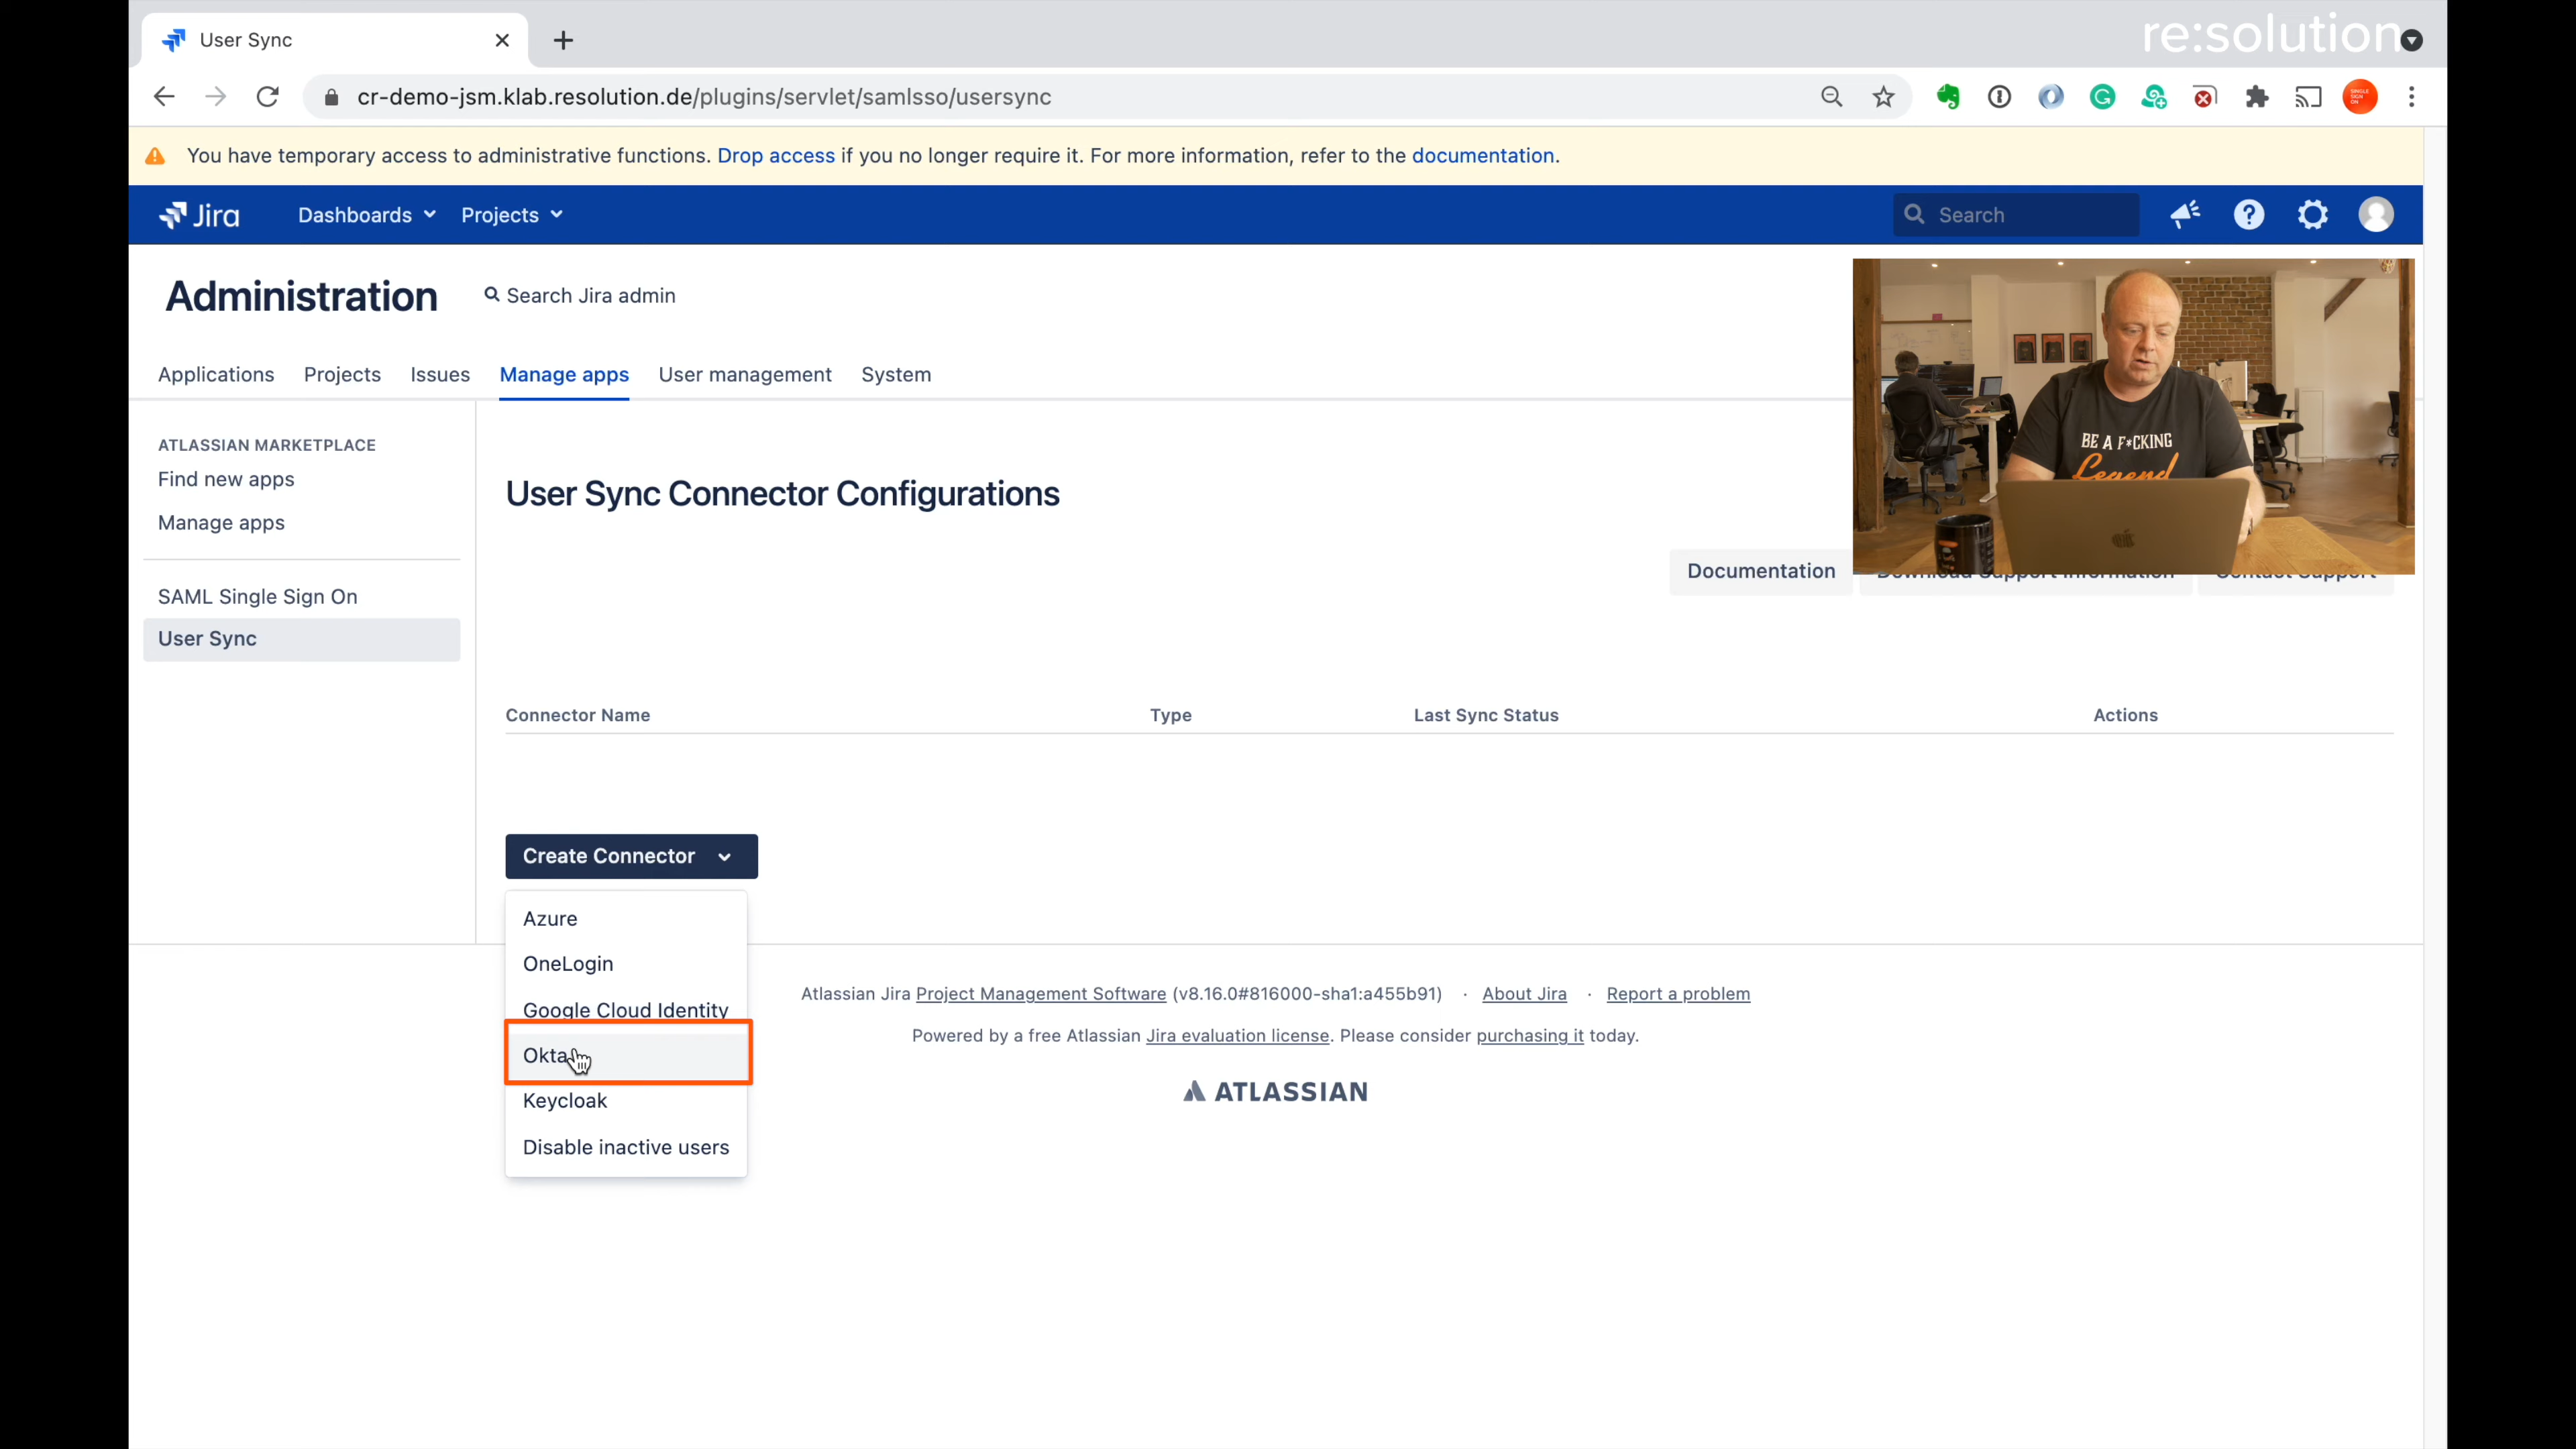 User Sync
re:solution
cr-demo-jsm.klab.resolution.de/plugins/servlet/samlsso/usersync
You have temporary access to administrative functions. Drop access if you no longer require it. For more information, refer to the documentation.
Jira Dashboards Projects Search
Administration Search Jira admin
Applications Projects Issues Manage apps User management System
ATLASSIAN MARKETPLACE
Find new apps
Manage apps
SAML Single Sign On
User Sync
BE A F*CKING
Legend
User Sync Connector Configurations
Documentation Download Support Information Contact Support
Connector Name Type Last Sync Status Actions
Create Connector
Azure
OneLogin
Google Cloud Identity
Okta
Keycloak
Disable inactive users
Atlassian Jira Project Management Software (v8.16.0#816000-sha1:a455b91) · About Jira · Report a problem
Powered by a free Atlassian Jira evaluation license. Please consider purchasing it today.
ATLASSIAN